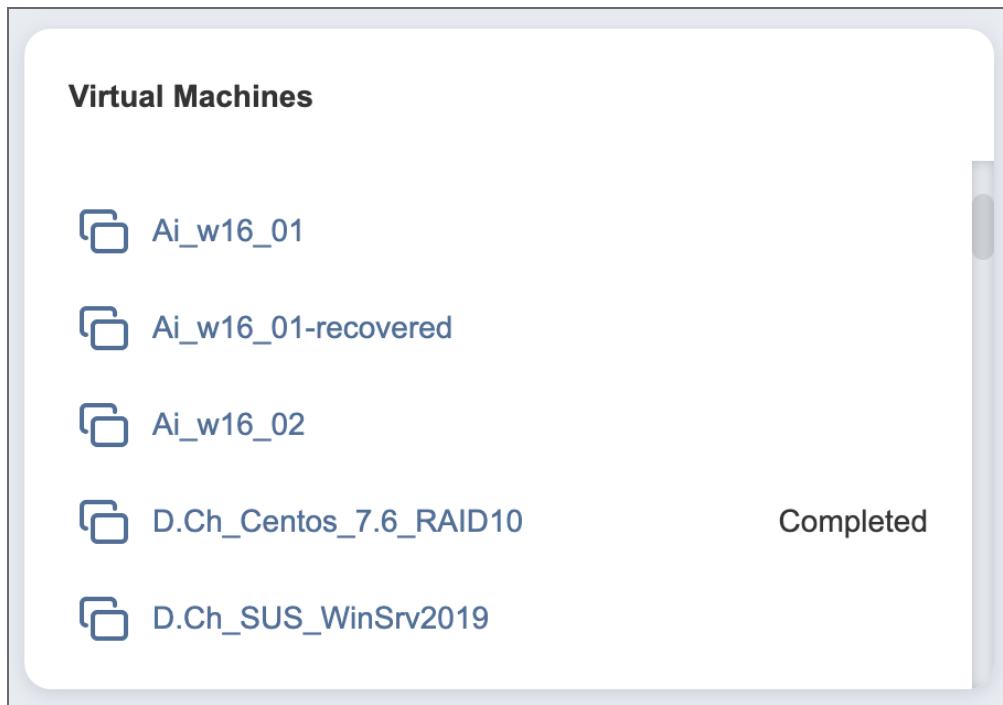 Virtual Machines
Ai_w16_01
Ai_w16_01-recovered
Ai_w16_02
D.Ch_Centos_7.6_RAID10 Completed
D.Ch_SUS_WinSrv2019